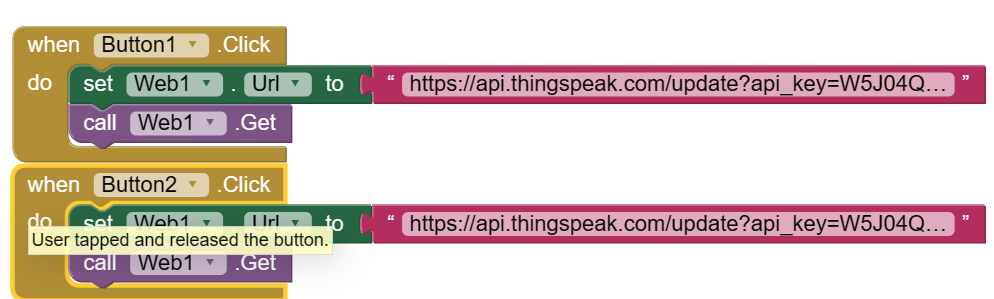 when Button1 .Click
do set Web1 . Url to “ https://api.thingspeak.com/update?api_key=W5J04Q... ”
call Web1 .Get
when Button2 .Click
do set Web1 . Url to “ https://api.thingspeak.com/update?api_key=W5J04Q... ”
User tapped and released the button.
call Web1 .Get